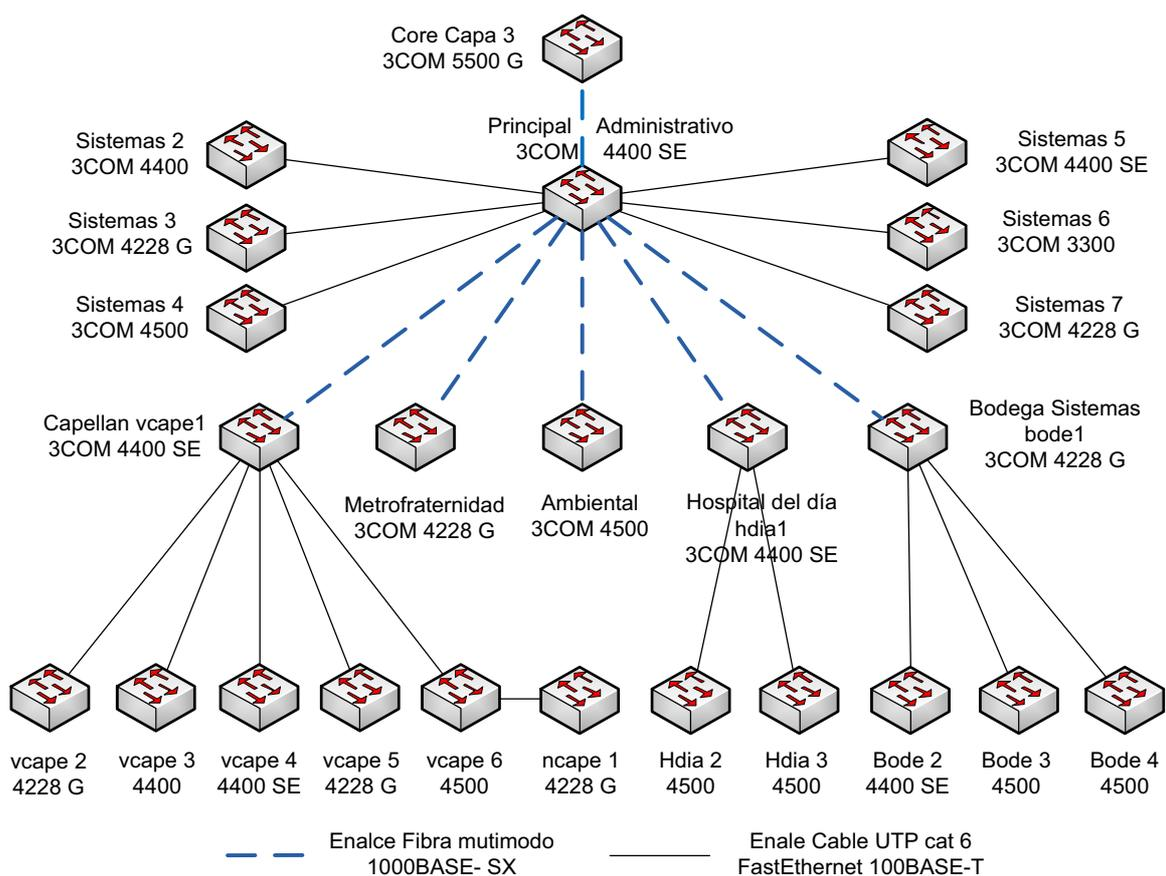 Core Capa 3
3COM 5500 G
Principal Administrativo
3COM 4400 SE
Sistemas 2
3COM 4400
Sistemas 3
3COM 4228 G
Sistemas 4
3COM 4500
Sistemas 5
3COM 4400 SE
Sistemas 6
3COM 3300
Sistemas 7
3COM 4228 G
Capellan vcape1
3COM 4400 SE
Metrofraternidad
3COM 4228 G
Ambiental
3COM 4500
Hospital del día
hdia1
3COM 4400 SE
Bodega Sistemas
bode1
3COM 4228 G
vcape 2
4228 G
vcape 3
4400
vcape 4
4400 SE
vcape 5
4228 G
vcape 6
4500
ncape 1
4228 G
Hdia 2
4500
Hdia 3
4500
Bode 2
4400 SE
Bode 3
4500
Bode 4
4500
Enalce Fibra mutimodo
1000BASE- SX
Enale Cable UTP cat 6
FastEthernet 100BASE-T